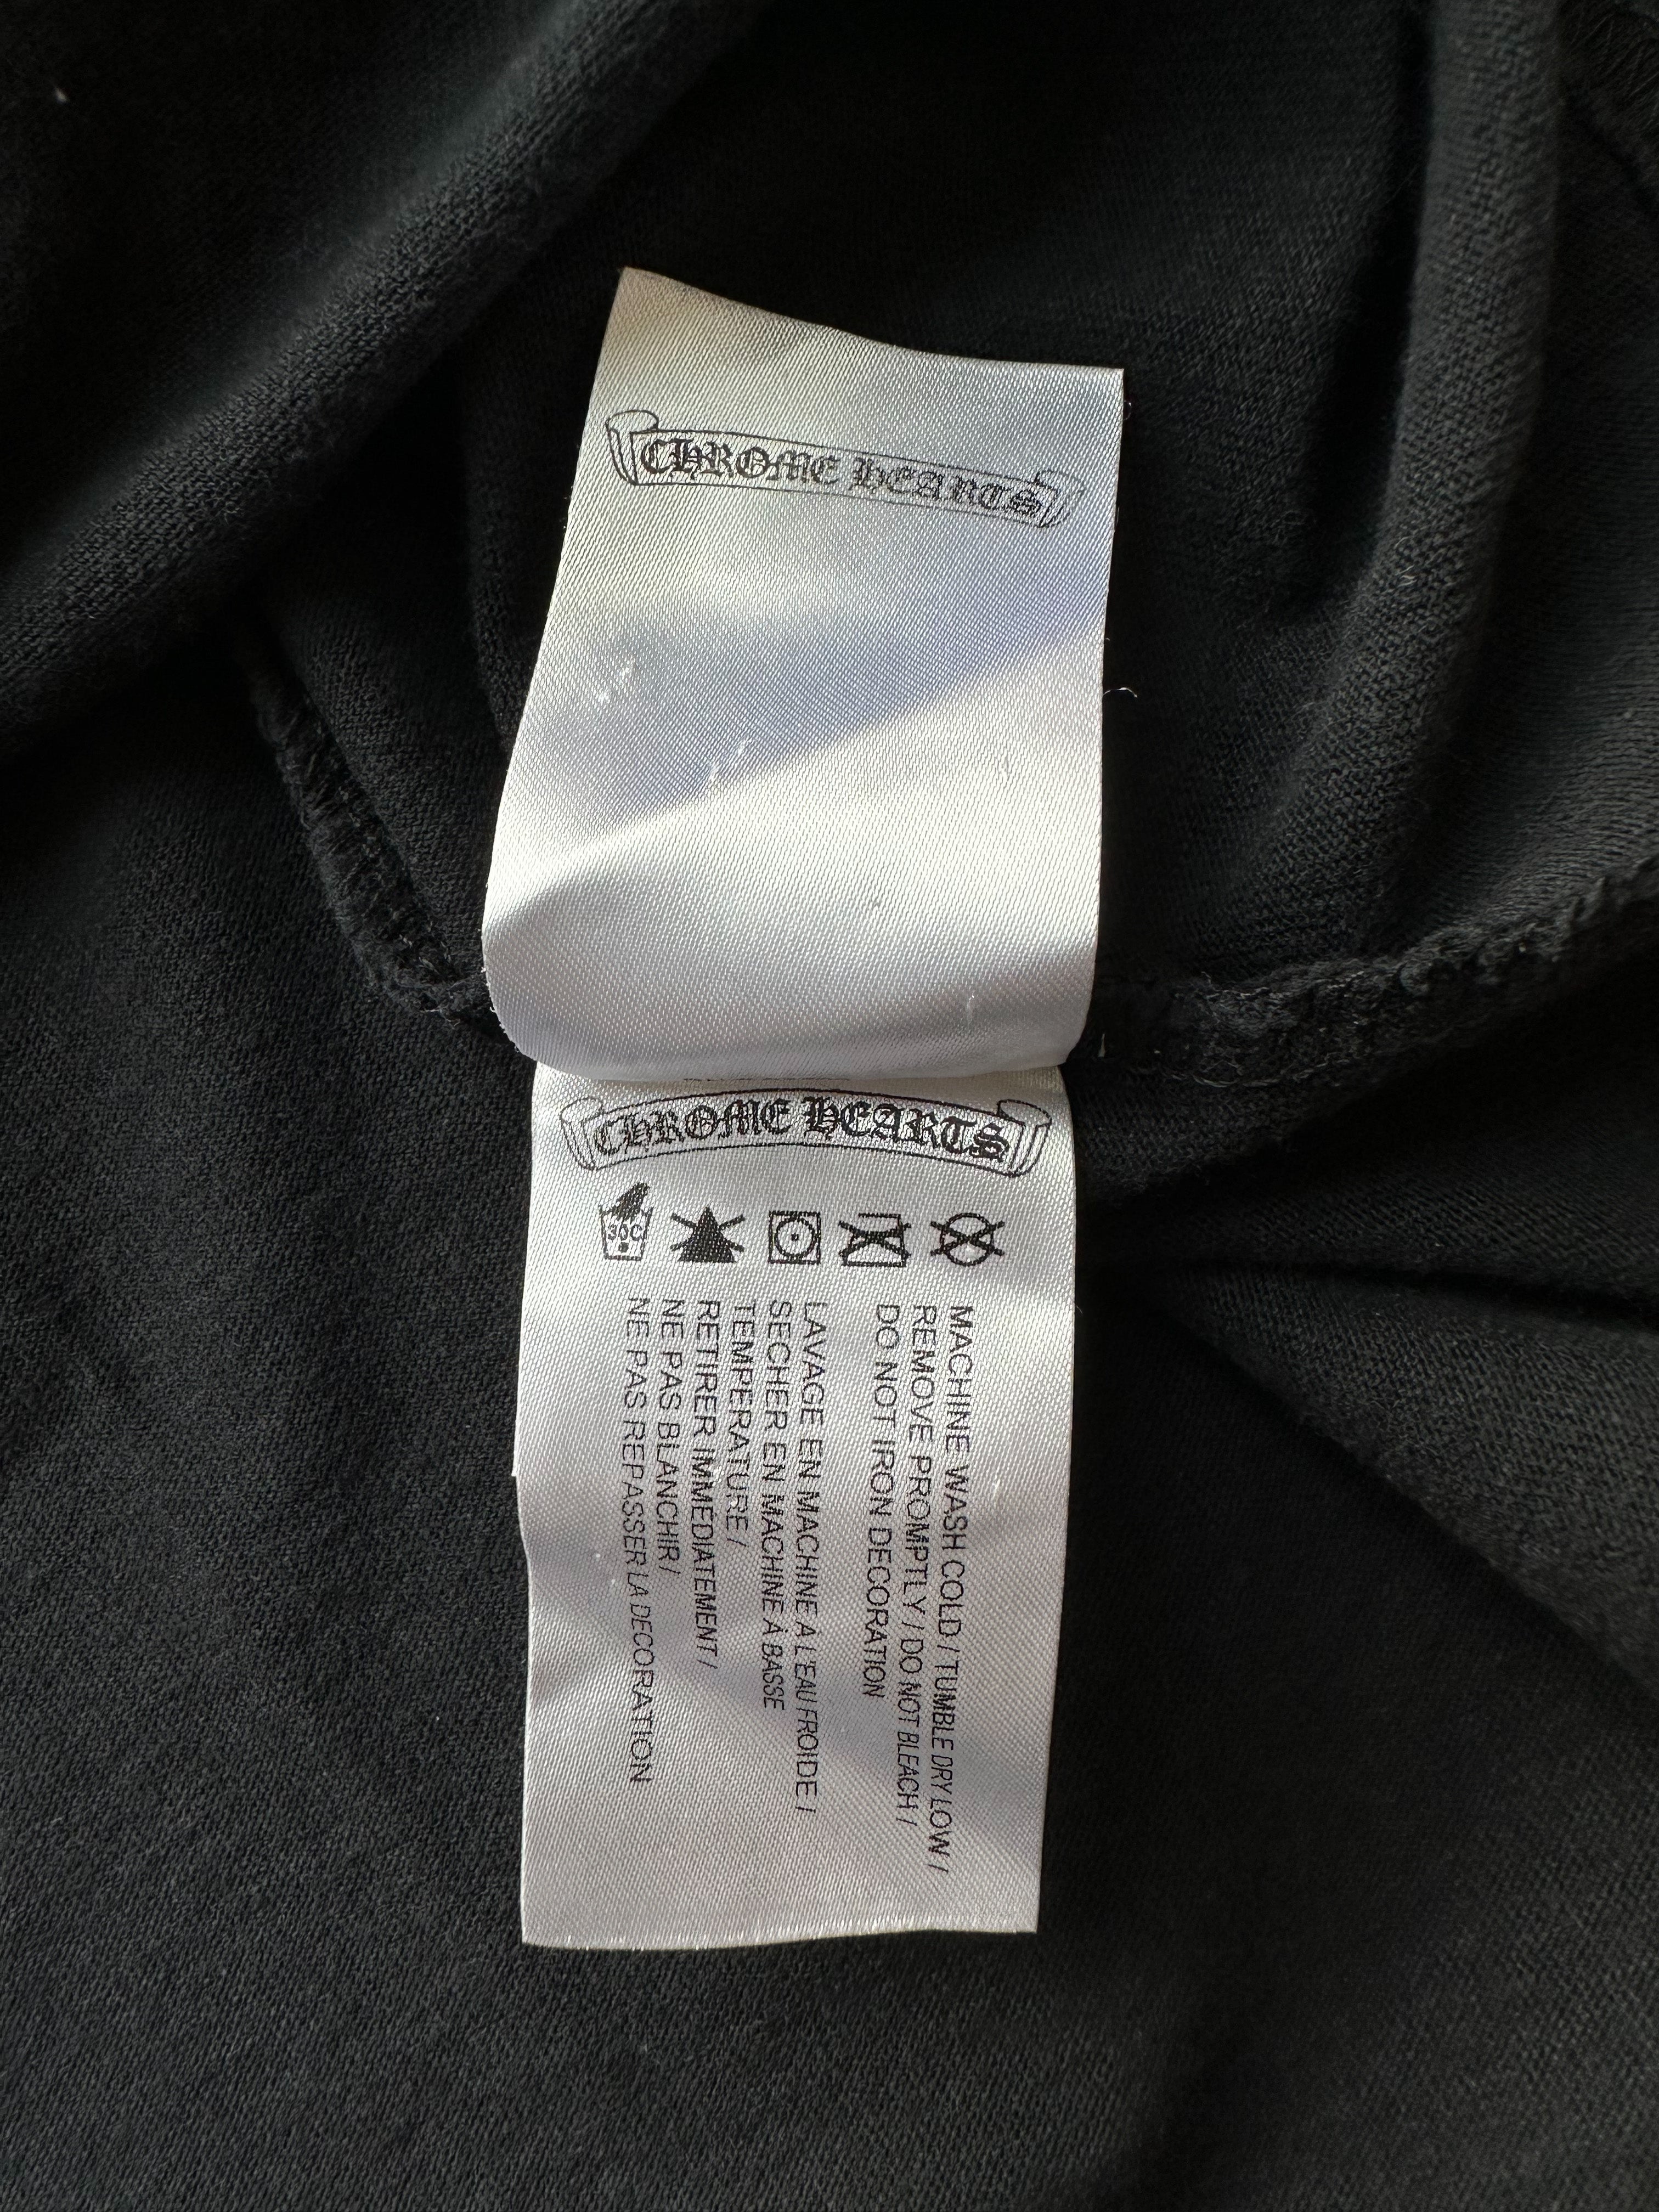 CHROME HEARTS
CHROME HEARTS
30C
MACHINE WASH COLD / TUMBLE DRY LOW /
REMOVE PROMPTLY / DO NOT BLEACH /
DO NOT IRON DECORATION
LAVAGE EN MACHINE À L'EAU FROIDE /
SECHER EN MACHINE À BASSE
TEMPERATURE /
RETIRER IMMÉDIATEMENT /
NE PAS BLANCHIR /
NE PAS REPASSER LA DECORATION